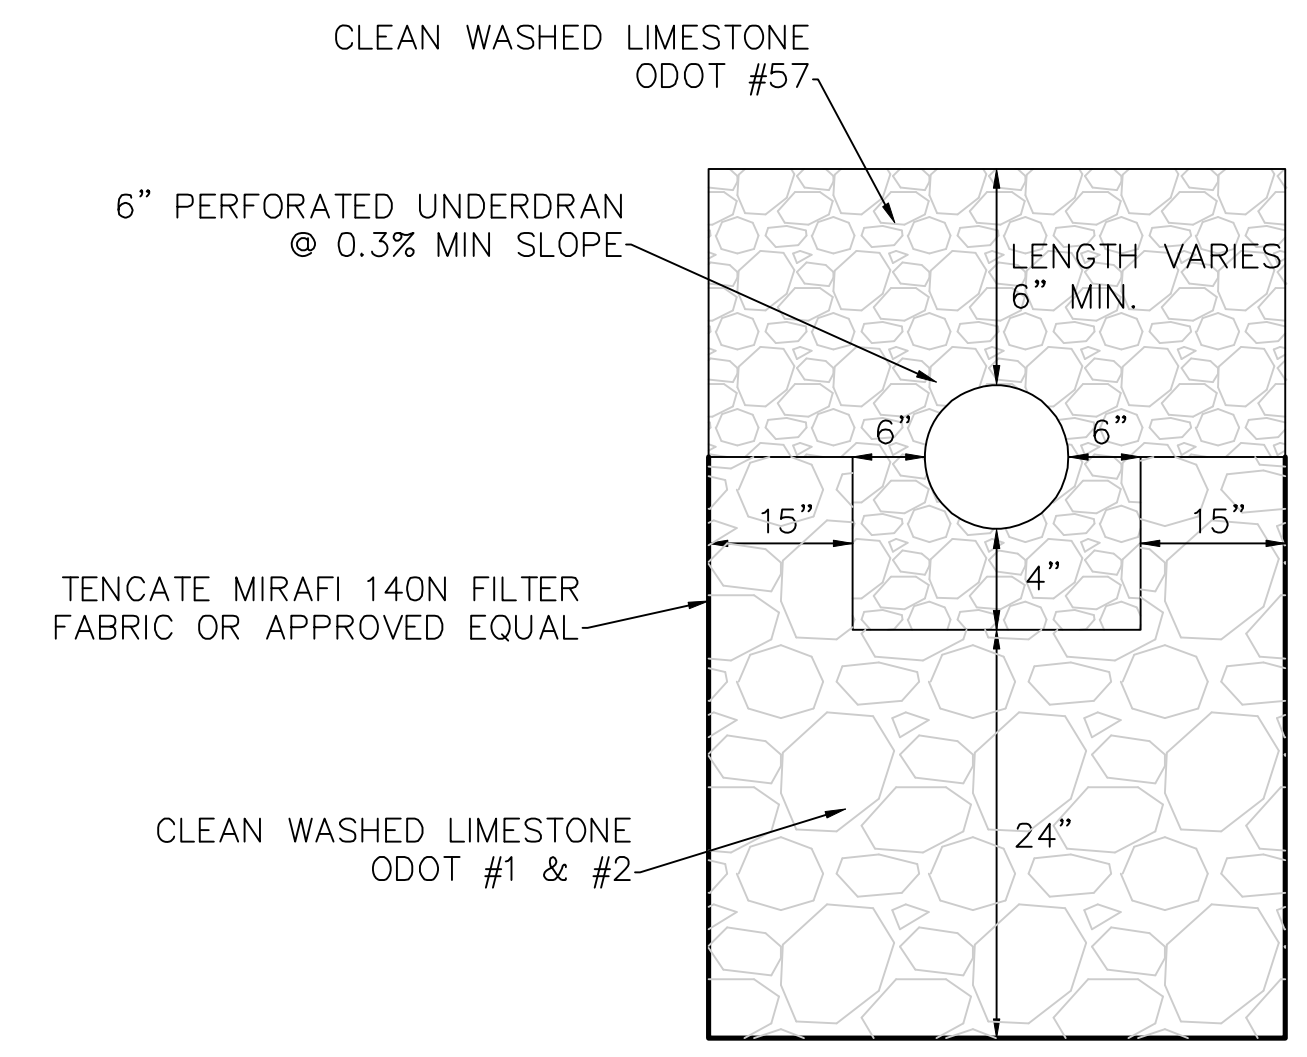 CLEAN WASHED LIMESTONE
ODOT #57
6” PERFORATED UNDERDRAN
@ 0.3% MIN SLOPE
LENGTH VARIES
6” MIN.
6”
6”
15”
15”
4”
TENCATE MIRAFI 140N FILTER
FABRIC OR APPROVED EQUAL
CLEAN WASHED LIMESTONE
ODOT #1 & #2
24”